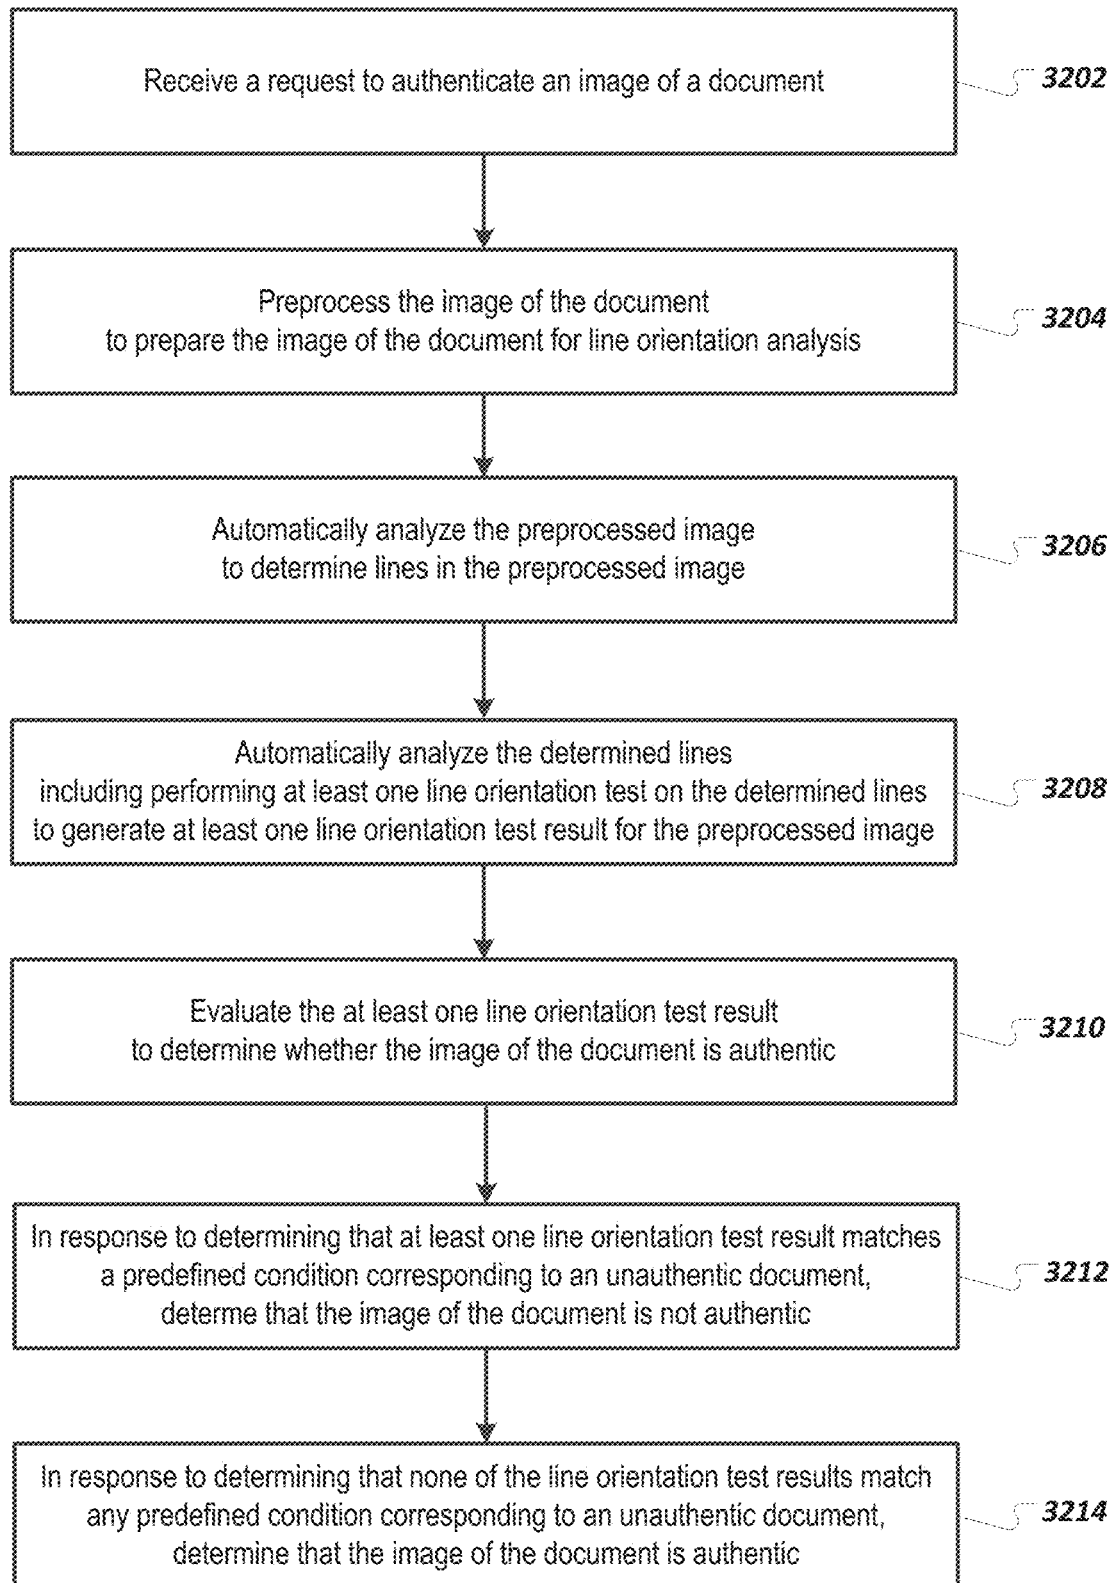 Receive a request to authenticate an image of a document
3202
Preprocess the image of the document
to prepare the image of the document for line orientation analysis
3204
Automatically analyze the preprocessed image
to determine lines in the preprocessed image
3206
Automatically analyze the determined lines
including performing at least one line orientation test on the determined lines
to generate at least one line orientation test result for the preprocessed image
3208
Evaluate the at least one line orientation test result
to determine whether the image of the document is authentic
3210
In response to determining that at least one line orientation test result matches
a predefined condition corresponding to an unauthentic document,
determe that the image of the document is not authentic
3212
In response to determining that none of the line orientation test results match
any predefined condition corresponding to an unauthentic document,
determine that the image of the document is authentic
3214